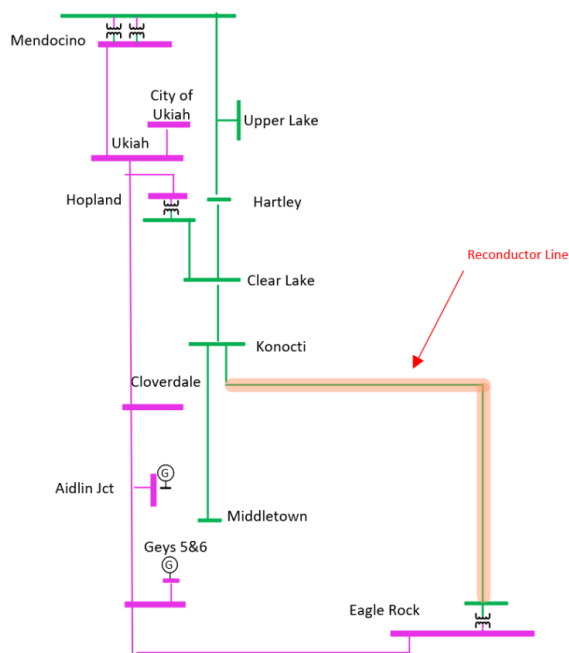 Mendocino
City of
Ukiah
Upper Lake
Ukiah
Hopland
Hartley
Reconductor Line
Clear Lake
Konocti
Cloverdale
G
Aidlin Jct
Middletown
Geys 5&6
G
Eagle Rock